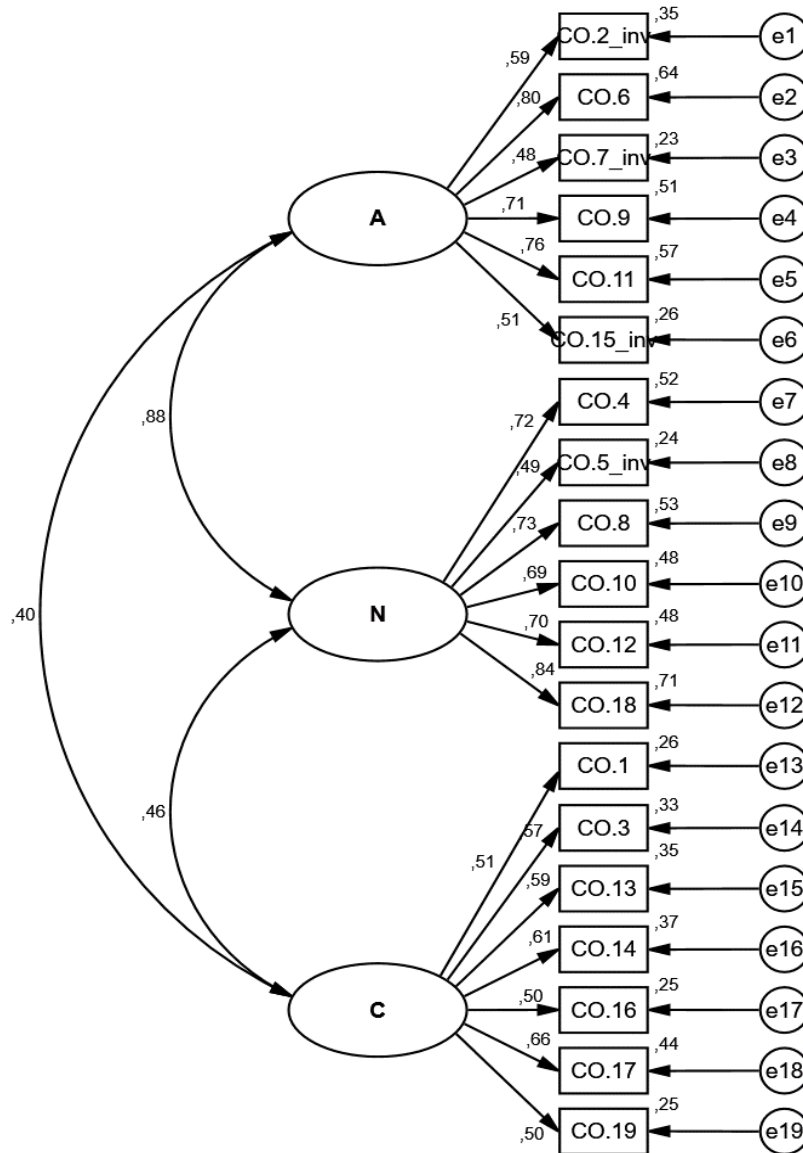 ,35
CO.2_inv
e1
,59
,64
CO.6
e2
,80
,23
CO.7_inv
e3
,48
,51
A
,71
CO.9
e4
,76
,57
CO.11
e5
,51
,26
CO.15_inv
e6
,52
CO.4
e7
,88
,72
,24
CO.5_inv
e8
,49
,53
CO.8
e9
,73
,48
CO.10
e10
,69
,40
N
,48
CO.12
e11
,70
,71
CO.18
e12
,84
,26
CO.1
e13
,46
,33
CO.3
e14
,51
,57
,35
CO.13
e15
,59
,37
CO.14
e16
,61
,25
C
,50
CO.16
e17
,66
,44
CO.17
e18
,25
,50
CO.19
e19